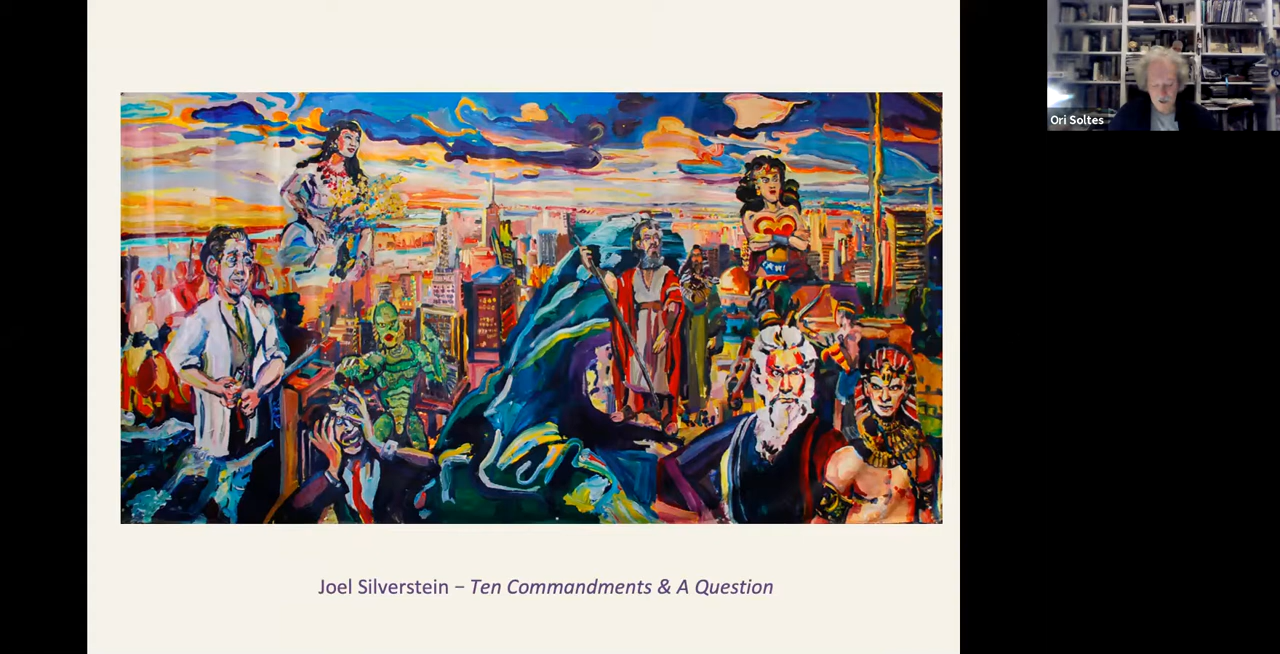 Ori Soltes
Joel Silverstein – Ten Commandments & A Question